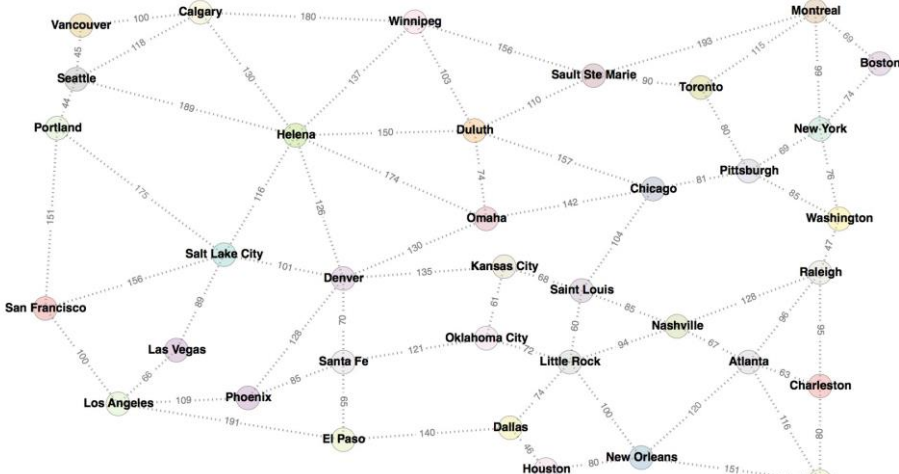 Montreal
Calgary
100
180
Winnipeg
Vancouver
193
69
45
118
156
115
Boston
130
137
103
Sault Ste Marie
90
Toronto
99
74
Seattle
44
189
110
80
Portland
Helena
150
Duluth
New York
157
69
74
81
Pittsburgh
76
175
116
174
Chicago
85
142
Omaha
Washington
151
126
104
47
Salt Lake City
130
101
Kansas City
Raleigh
156
135
68
Denver
Saint Louis
128
89
61
85
San Francisco
70
60
Nashville
96
95
128
Oklahoma City
94
67
Las Vegas
121
72
100
Santa Fe
Little Rock
Atlanta
63
66
85
Charleston
Phoenix
74
109
65
100
120
116
80
Los Angeles
191
Dallas
El Paso
140
46
New Orleans
80
151
Houston